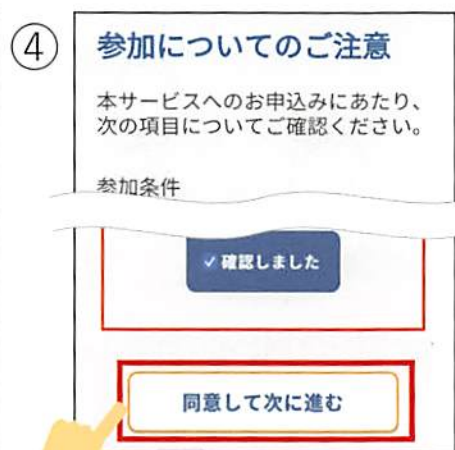 ④
参加についてのご注意
本サービスへのお申込みにあたり、
次の項目についてご確認ください。
参加条件
✓確認しました
同意して次に進む